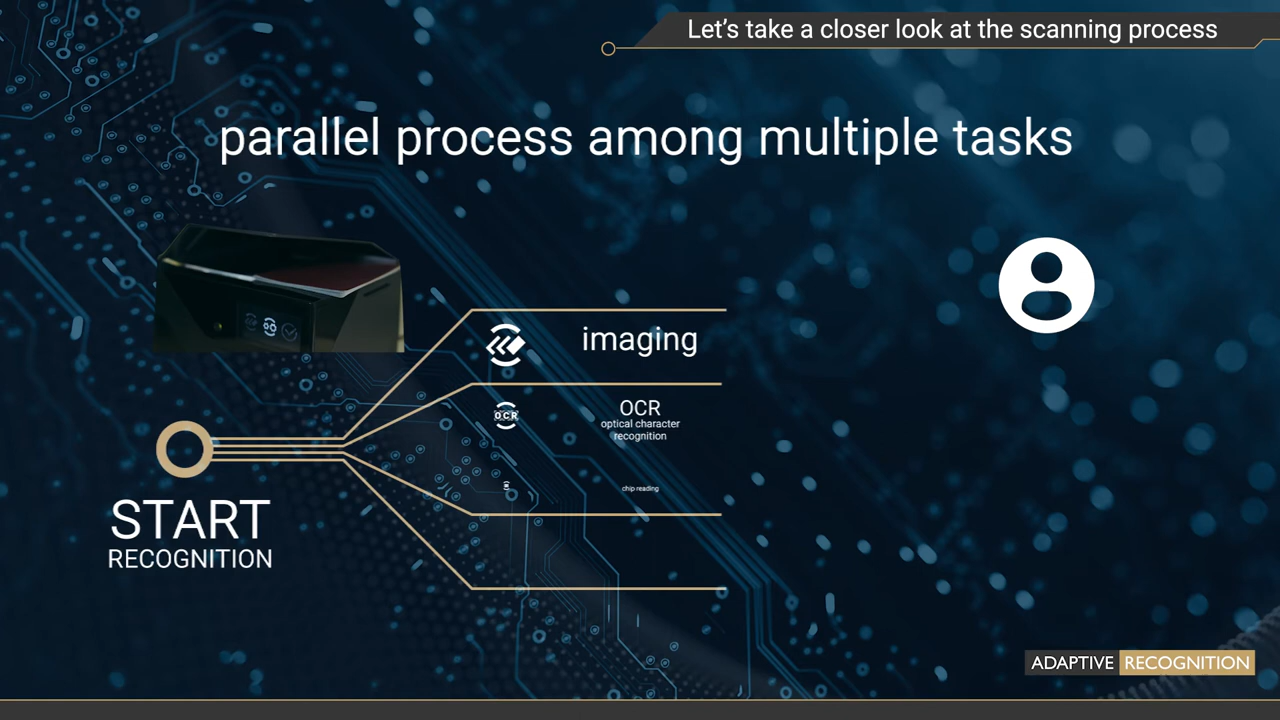 Let's take a closer look at the scanning process
parallel process among multiple tasks
imaging
OCR
OCR
optical character
recognition
chip reading
START
RECOGNITION
ADAPTIVE RECOGNITION